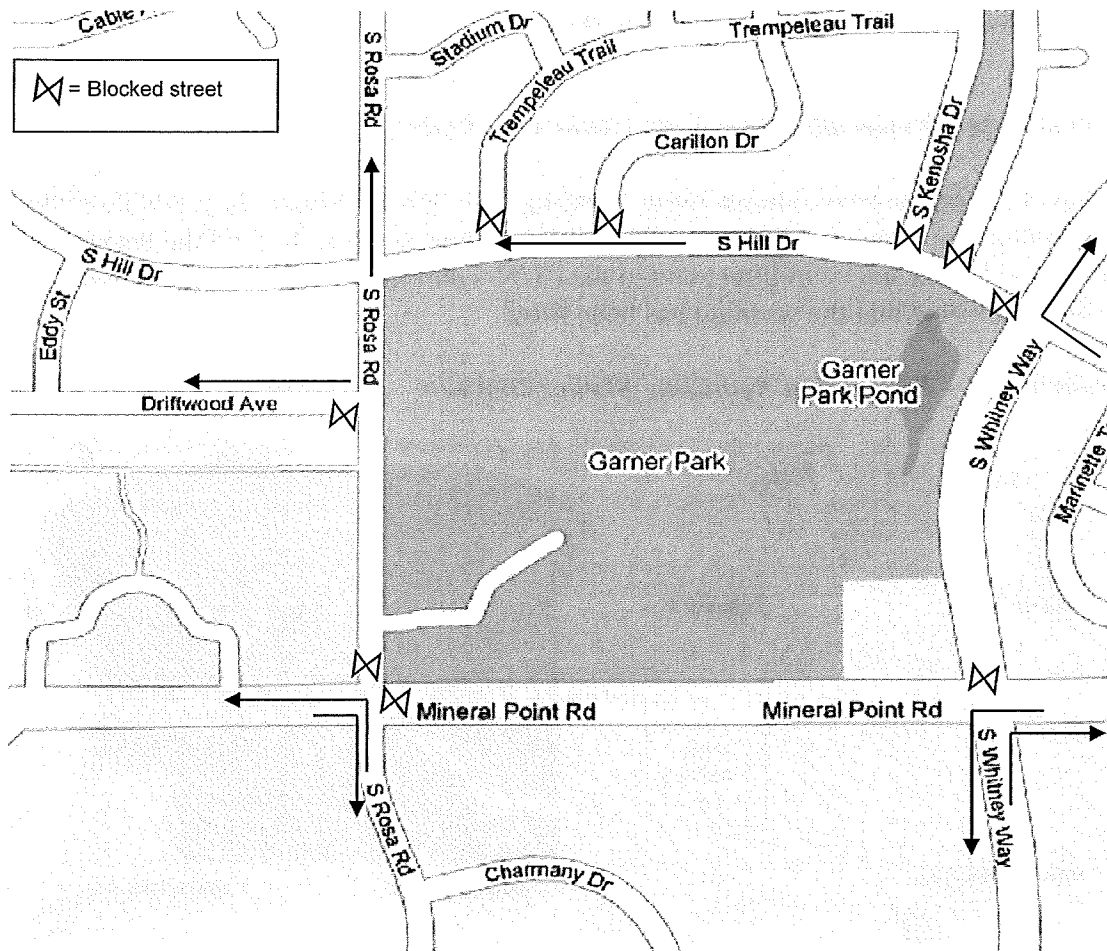 Cable
Stadium Dr
Trempeleau Trail
S Rosa Rd
= Blocked street
Trempeleau Trail
Carillon Dr
S Kenosha Dr
S Hill Dr
S Hill Dr
Eddy St
S Rosa Rd
Driftwood Ave
Garner
Park Pond
S Whitney Way
Garner Park
Marinette T
Mineral Point Rd
Mineral Point Rd
S Whitney Way
S Rosa Rd
Charmany Dr